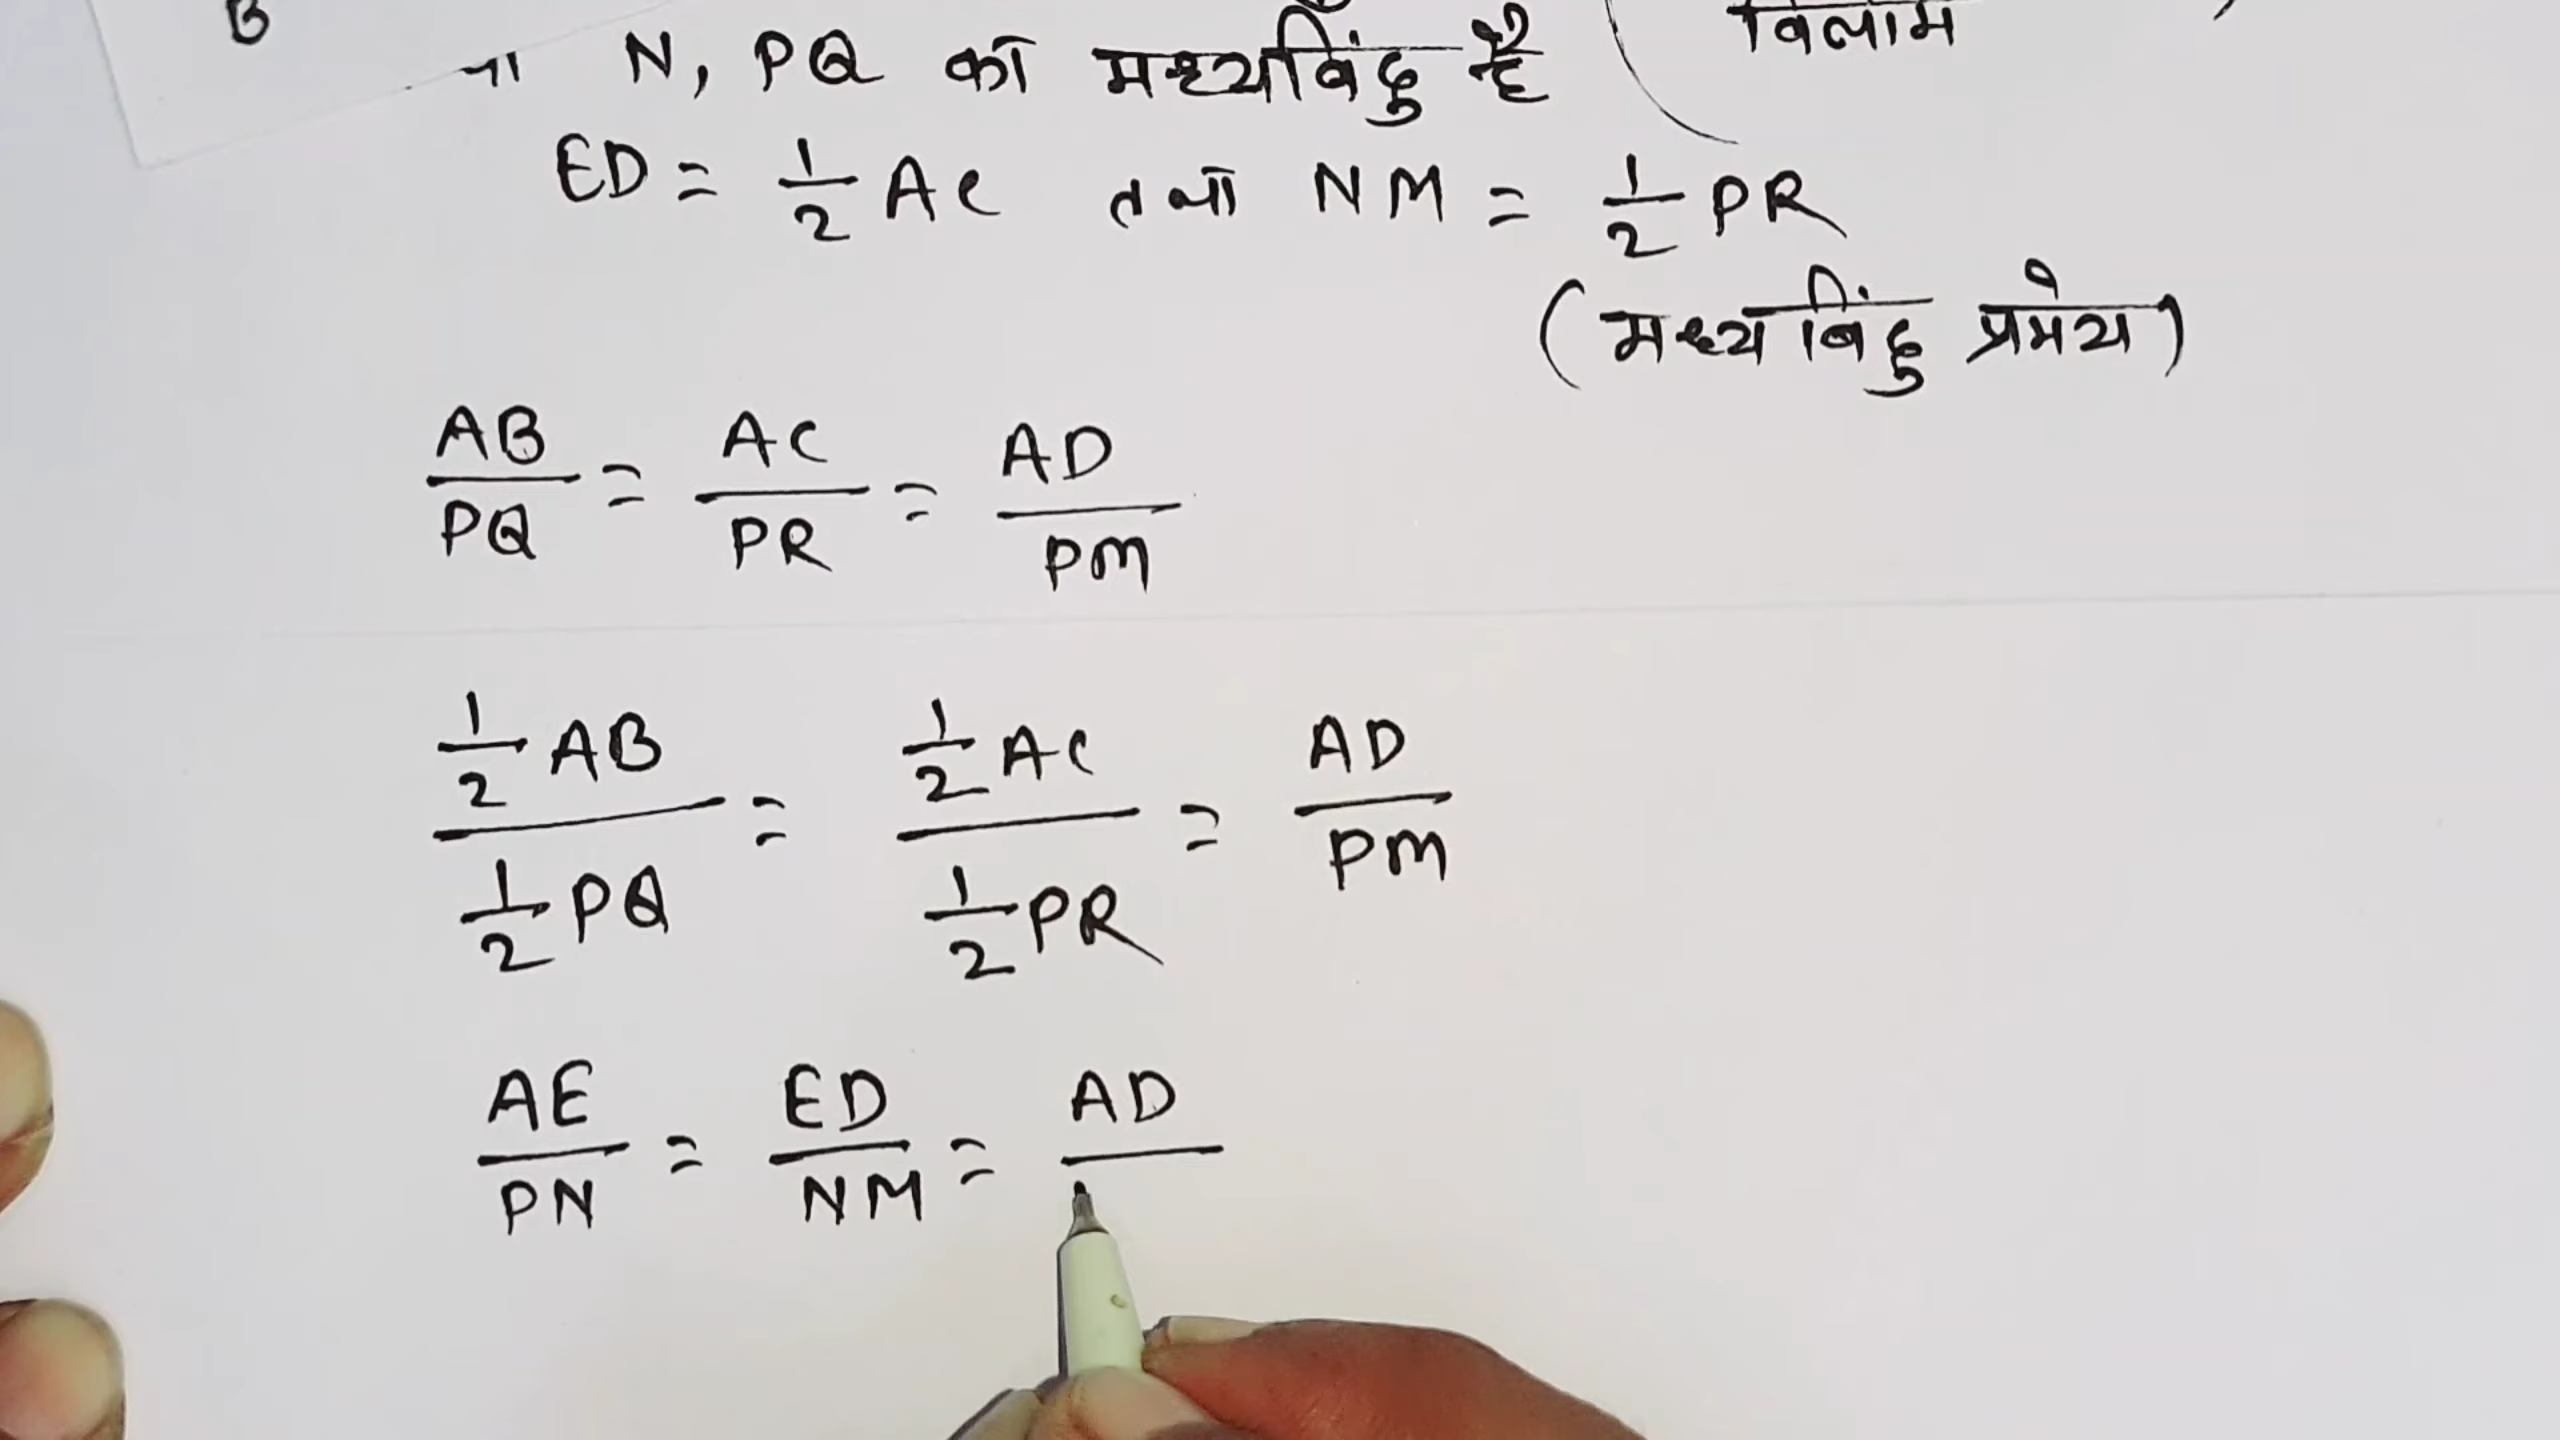 B
N, PQ का मध्यबिंदु है
विलोम
ED = 1/2 AC तथा NM = 1/2 PR
(मध्य बिंदु प्रमेय)
AB/PQ = AC/PR = AD/PM
1/2 AB / 1/2 PQ = 1/2 AC / 1/2 PR = AD/PM
AE/PN = ED/NM = AD/